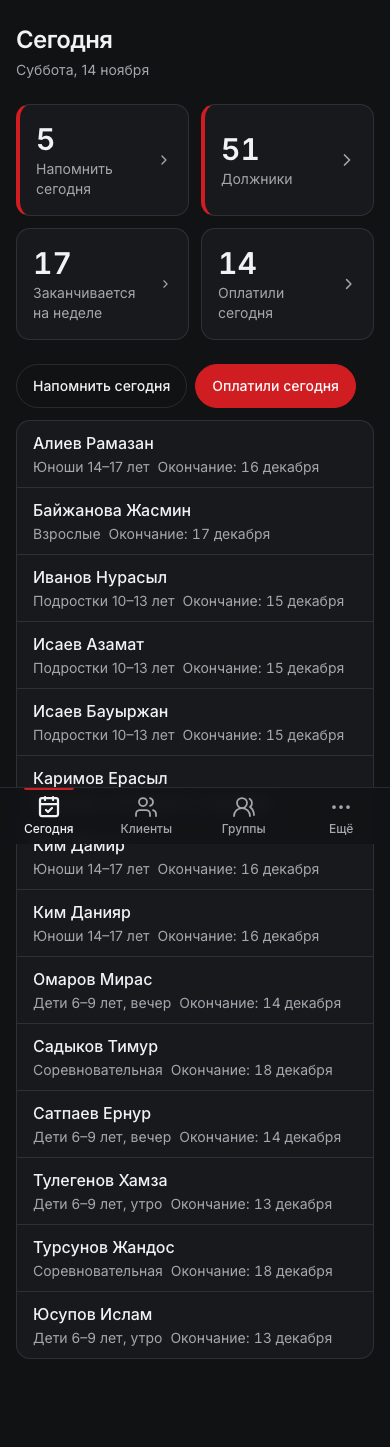 Сегодня
Суббота, 14 ноября
5
Напомнить
сегодня
51
Должники
17
Заканчивается
на неделе
14
Оплатили
сегодня
Напомнить сегодня
Оплатили сегодня
Алиев Рамазан
Юноши 14–17 лет Окончание: 16 декабря
Байжанова Жасмин
Взрослые Окончание: 17 декабря
Иванов Нурасыл
Подростки 10–13 лет Окончание: 15 декабря
Исаев Азамат
Подростки 10–13 лет Окончание: 15 декабря
Исаев Бауыржан
Подростки 10–13 лет Окончание: 15 декабря
Каримов Ерасыл
Сегодня
Клиенты
Группы
Ещё
Ким Дамир
Юноши 14–17 лет Окончание: 16 декабря
Ким Данияр
Юноши 14–17 лет Окончание: 16 декабря
Омаров Мирас
Дети 6–9 лет, вечер Окончание: 14 декабря
Садыков Тимур
Соревновательная Окончание: 18 декабря
Сатпаев Ернур
Дети 6–9 лет, вечер Окончание: 14 декабря
Тулегенов Хамза
Дети 6–9 лет, утро Окончание: 13 декабря
Турсунов Жандос
Соревновательная Окончание: 18 декабря
Юсупов Ислам
Дети 6–9 лет, утро Окончание: 13 декабря